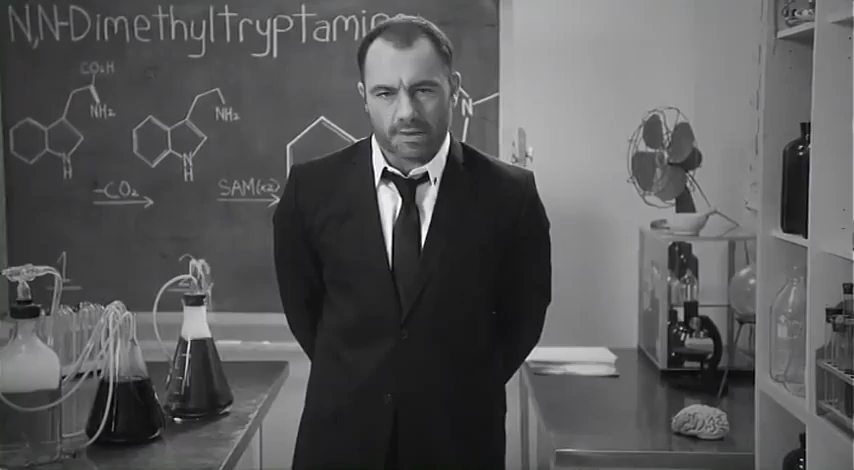 N,N-Dimethyltryptamine
CO₂H
NH₂
NH₂
N
N
H
N
H
-CO₂
SAM(x2)